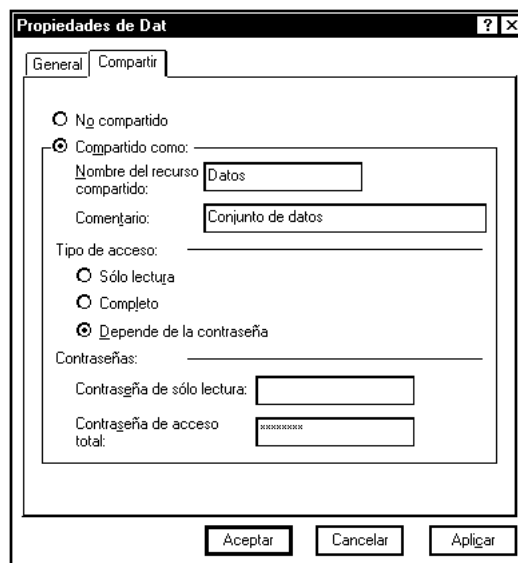 Propiedades de Dat
General Compartir
No compartido
Compartido como:
Nombre del recurso
compartido:
Datos
Comentario:
Conjunto de datos
Tipo de acceso:
Sólo lectura
Completo
Depende de la contraseña
Contraseñas:
Contraseña de sólo lectura:
Contraseña de acceso
total:
********
Aceptar Cancelar Aplicar